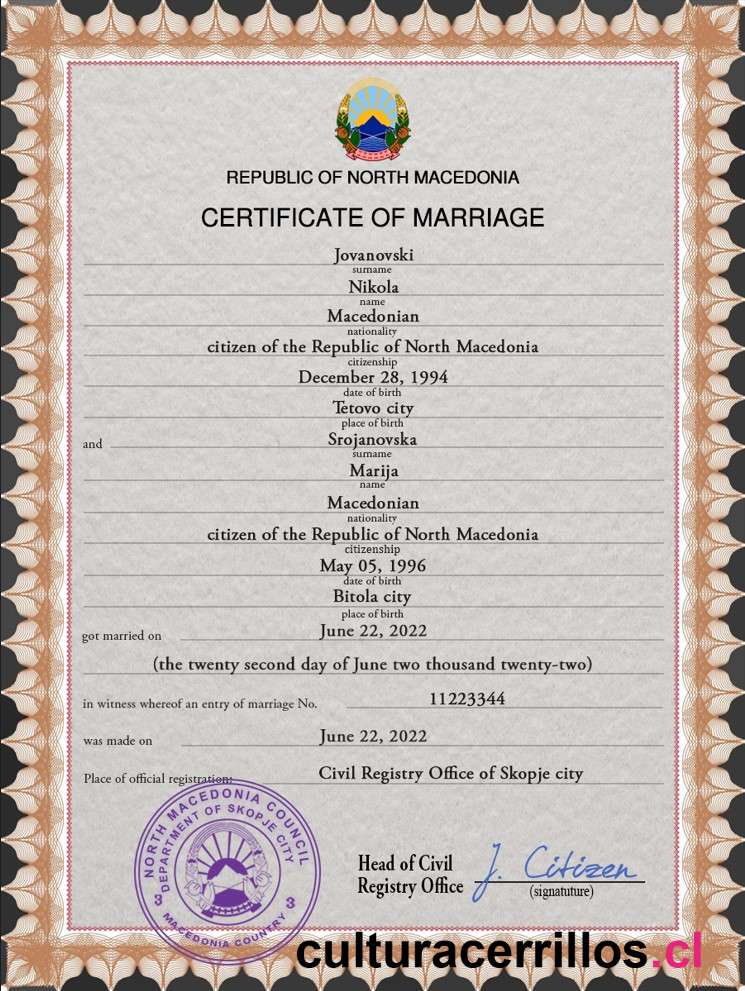 REPUBLIC OF NORTH MACEDONIA
CERTIFICATE OF MARRIAGE
Jovanovski
surname
Nikola
name
Macedonian
nationality
citizen of the Republic of North Macedonia
citizenship
December 28, 1994
date of birth
Tetovo city
place of birth
and Srojanovska
surname
Marija
name
Macedonian
nationality
citizen of the Republic of North Macedonia
citizenship
May 05, 1996
date of birth
Bitola city
place of birth
got married on June 22, 2022
(the twenty second day of June two thousand twenty-two)
in witness whereof an entry of marriage No. 11223344
was made on June 22, 2022
Place of official registration: Civil Registry Office of Skopje city
NORTH MACEDONIA COUNCIL
DEPARTMENT OF SKOPJE CITY
3 3
MACEDONIA COUNTRY
Head of Civil J. Citizen
Registry Office (signatuture)
culturacerrillos.cl